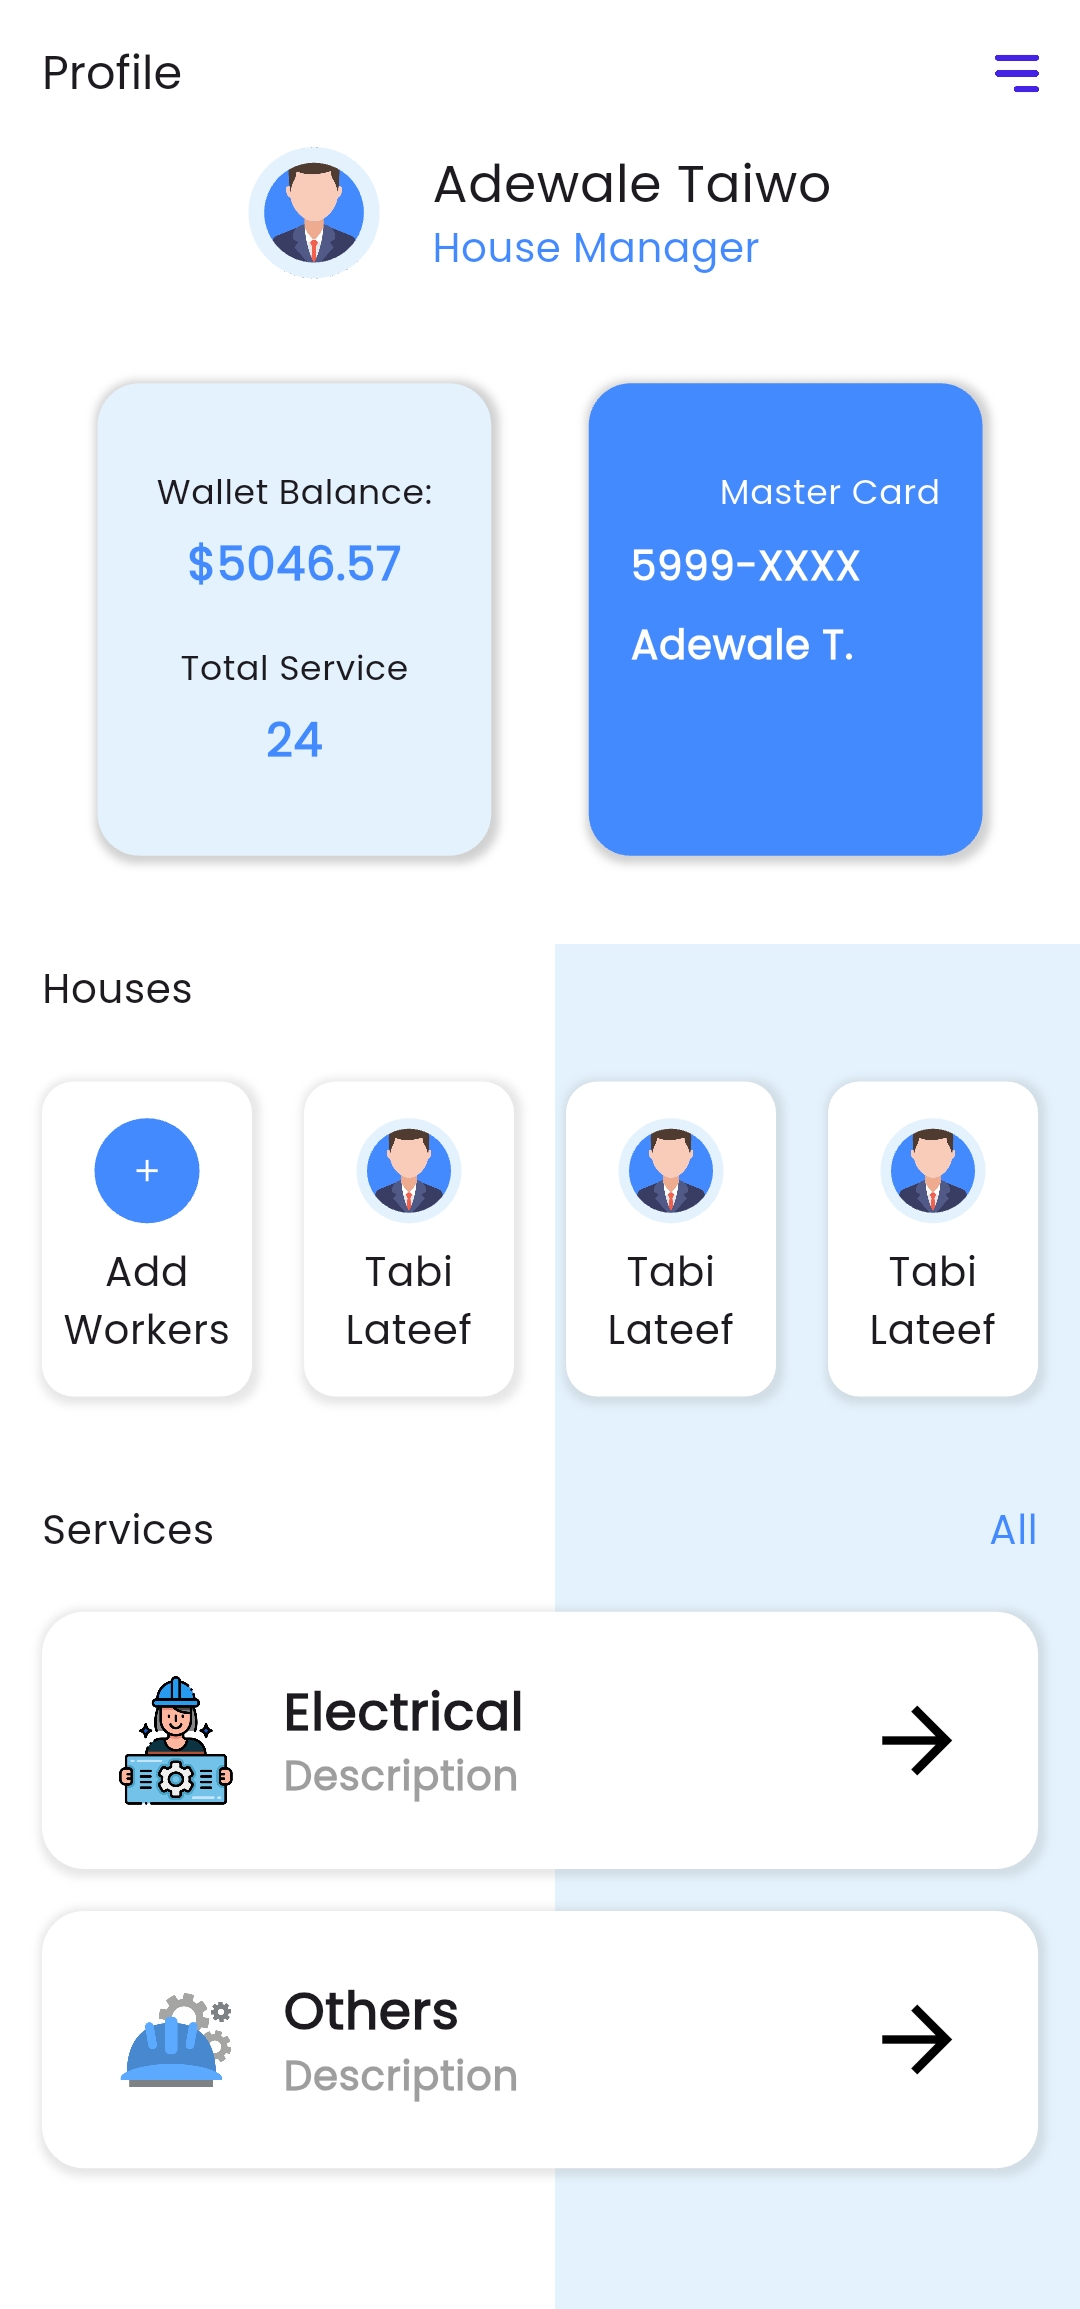 Profile
Adewale Taiwo
House Manager
Wallet Balance:
$5046.57
Total Service
24
Master Card
5999-XXXX
Adewale T.
Houses
Add
Workers
Tabi
Lateef
Tabi
Lateef
Tabi
Lateef
Services
All
Electrical
Description
Others
Description